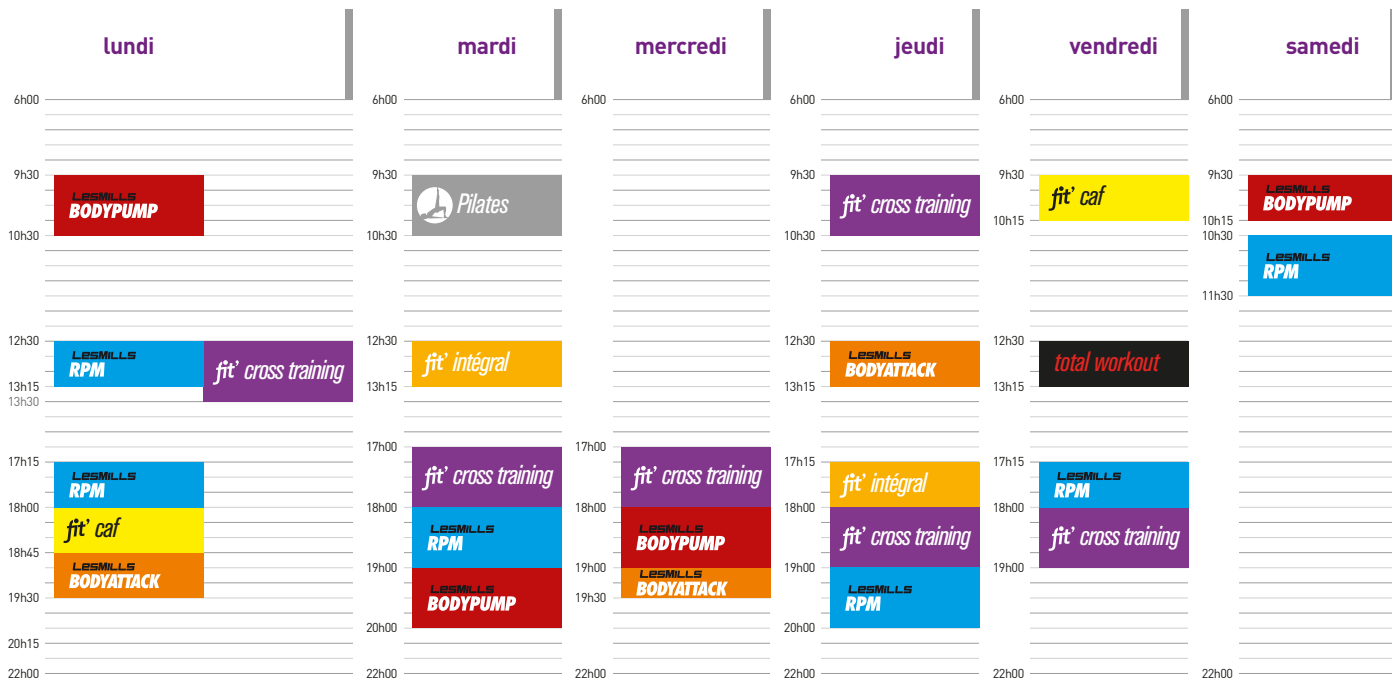 lundi
6h00
9h30
LESMILLS
BODYPUMP
10h30
12h30
LESMILLS
RPM
fit' cross training
13h15
13h30
17h15
LESMILLS
RPM
18h00
fit' caf
18h45
LESMILLS
BODYATTACK
19h30
20h15
22h00
mardi
6h00
9h30
Pilates
10h30
12h30
fit' intégral
13h15
17h00
fit' cross training
18h00
LESMILLS
RPM
19h00
LESMILLS
BODYPUMP
20h00
22h00
mercredi
6h00
17h00
fit' cross training
18h00
LESMILLS
BODYPUMP
19h00
LESMILLS
BODYATTACK
19h30
22h00
jeudi
6h00
9h30
fit' cross training
10h30
12h30
LESMILLS
BODYATTACK
13h15
17h15
fit' intégral
18h00
fit' cross training
19h00
LESMILLS
RPM
20h00
22h00
vendredi
6h00
9h30
fit' caf
10h15
12h30
total workout
13h15
17h15
LESMILLS
RPM
18h00
fit' cross training
19h00
22h00
samedi
6h00
9h30
LESMILLS
BODYPUMP
10h15
10h30
LESMILLS
RPM
11h30
22h00